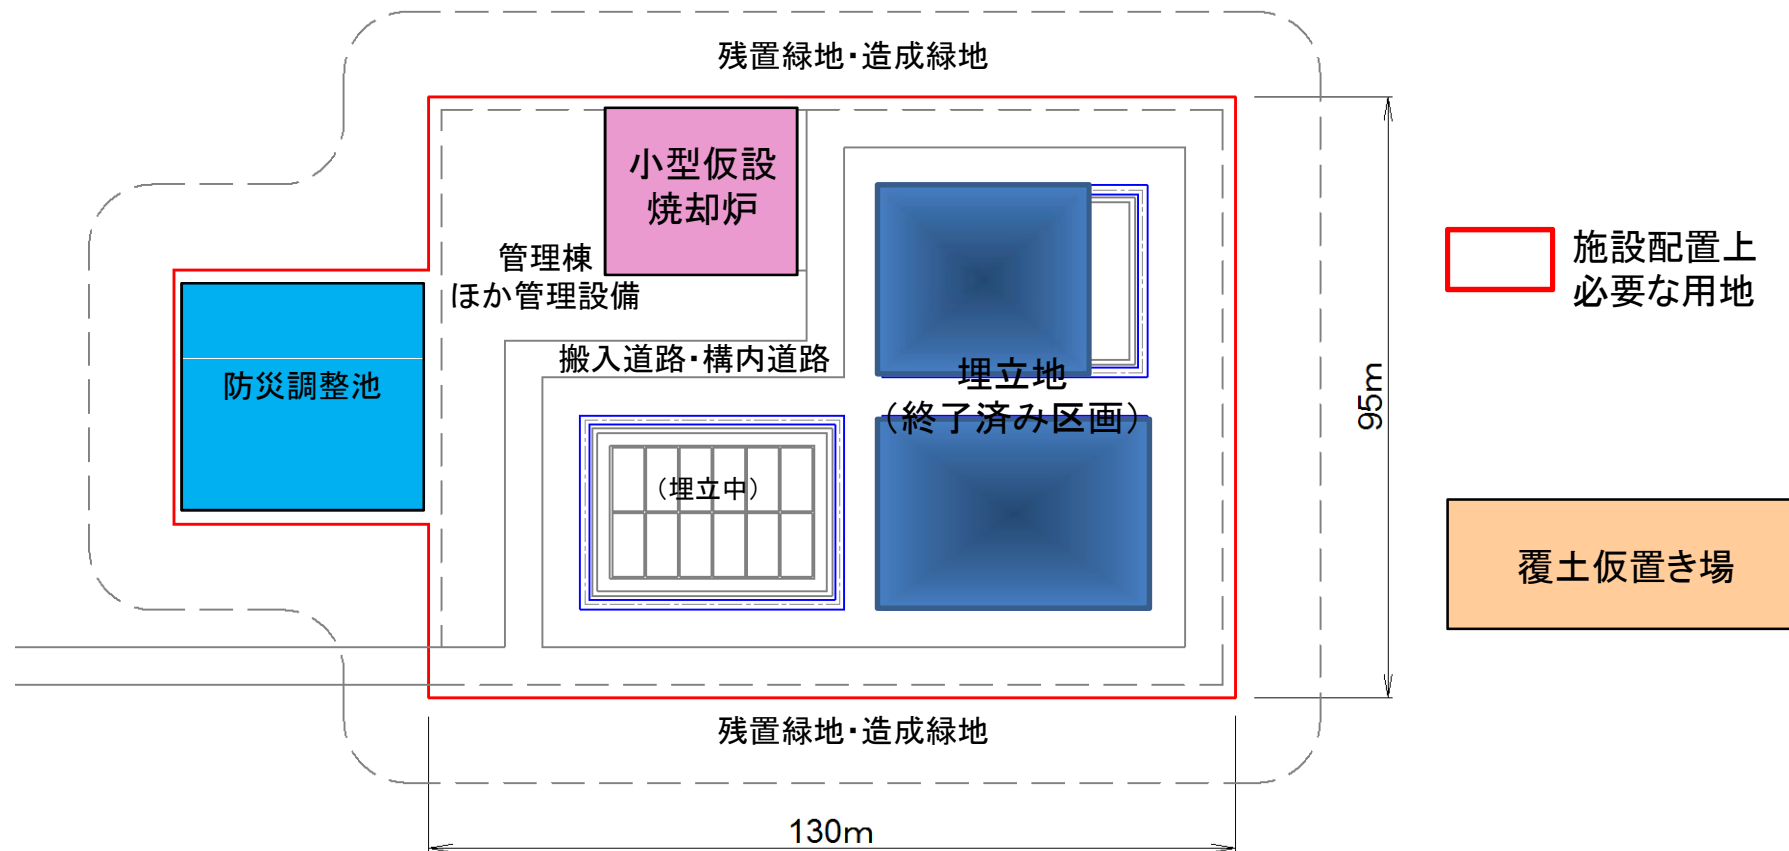 残置緑地・造成緑地
小型仮設
焼却炉
管理棟
ほか管理設備
搬入道路・構内道路
防災調整池
埋立地
（終了済み区画）
（埋立中）
残置緑地・造成緑地
130m
95m
施設配置上
必要な用地
覆土仮置き場